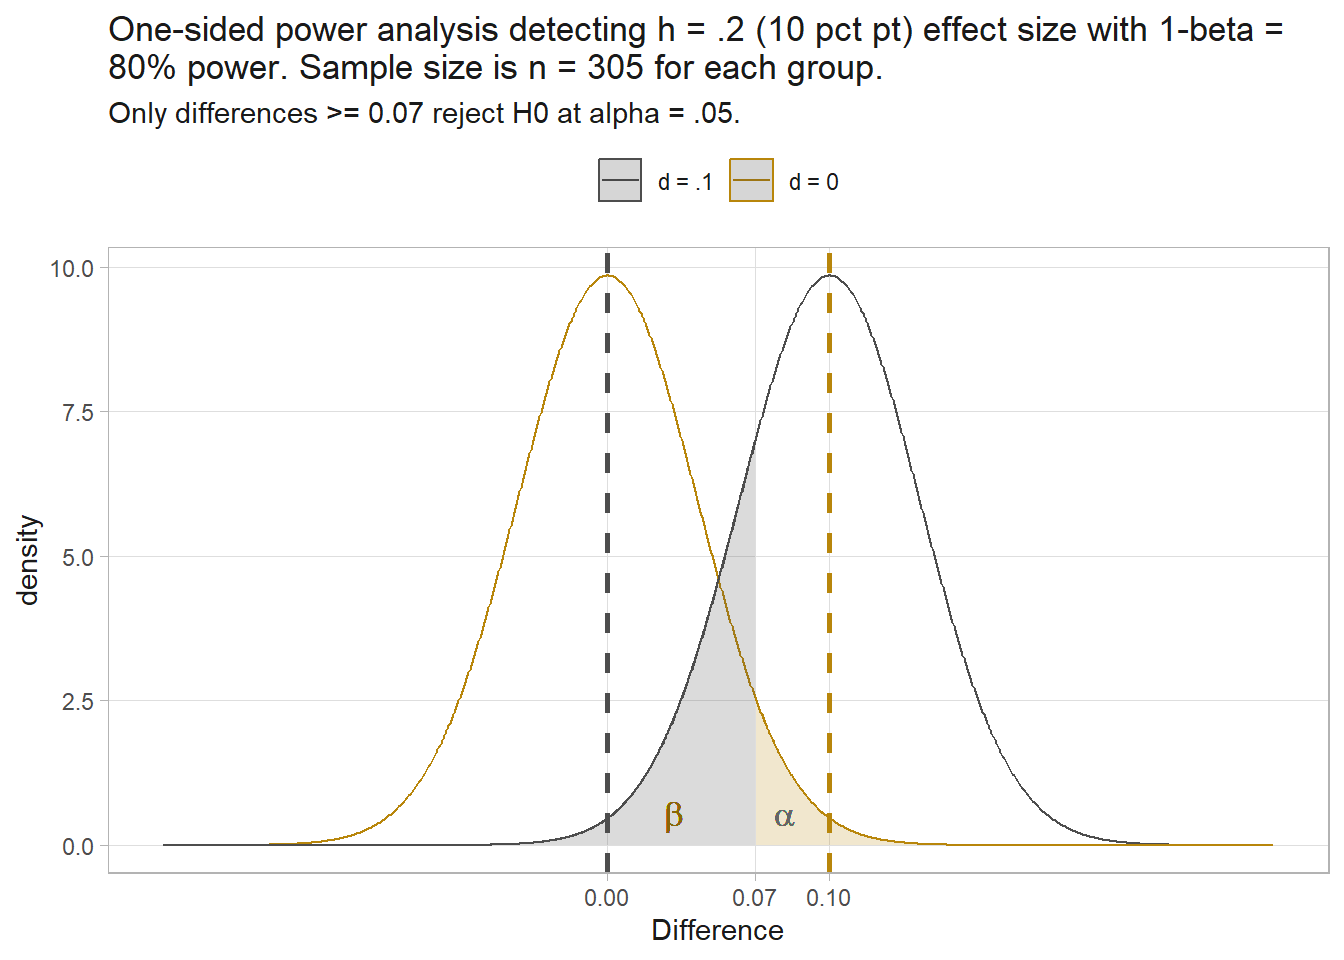 One-sided power analysis detecting h = .2 (10 pct pt) effect size with 1-beta =
80% power. Sample size is n = 305 for each group.
Only differences >= 0.07 reject H0 at alpha = .05.
d = .1 d = 0
10.0
7.5
5.0
2.5
0.0
density
β α
0.00 0.07 0.10
Difference